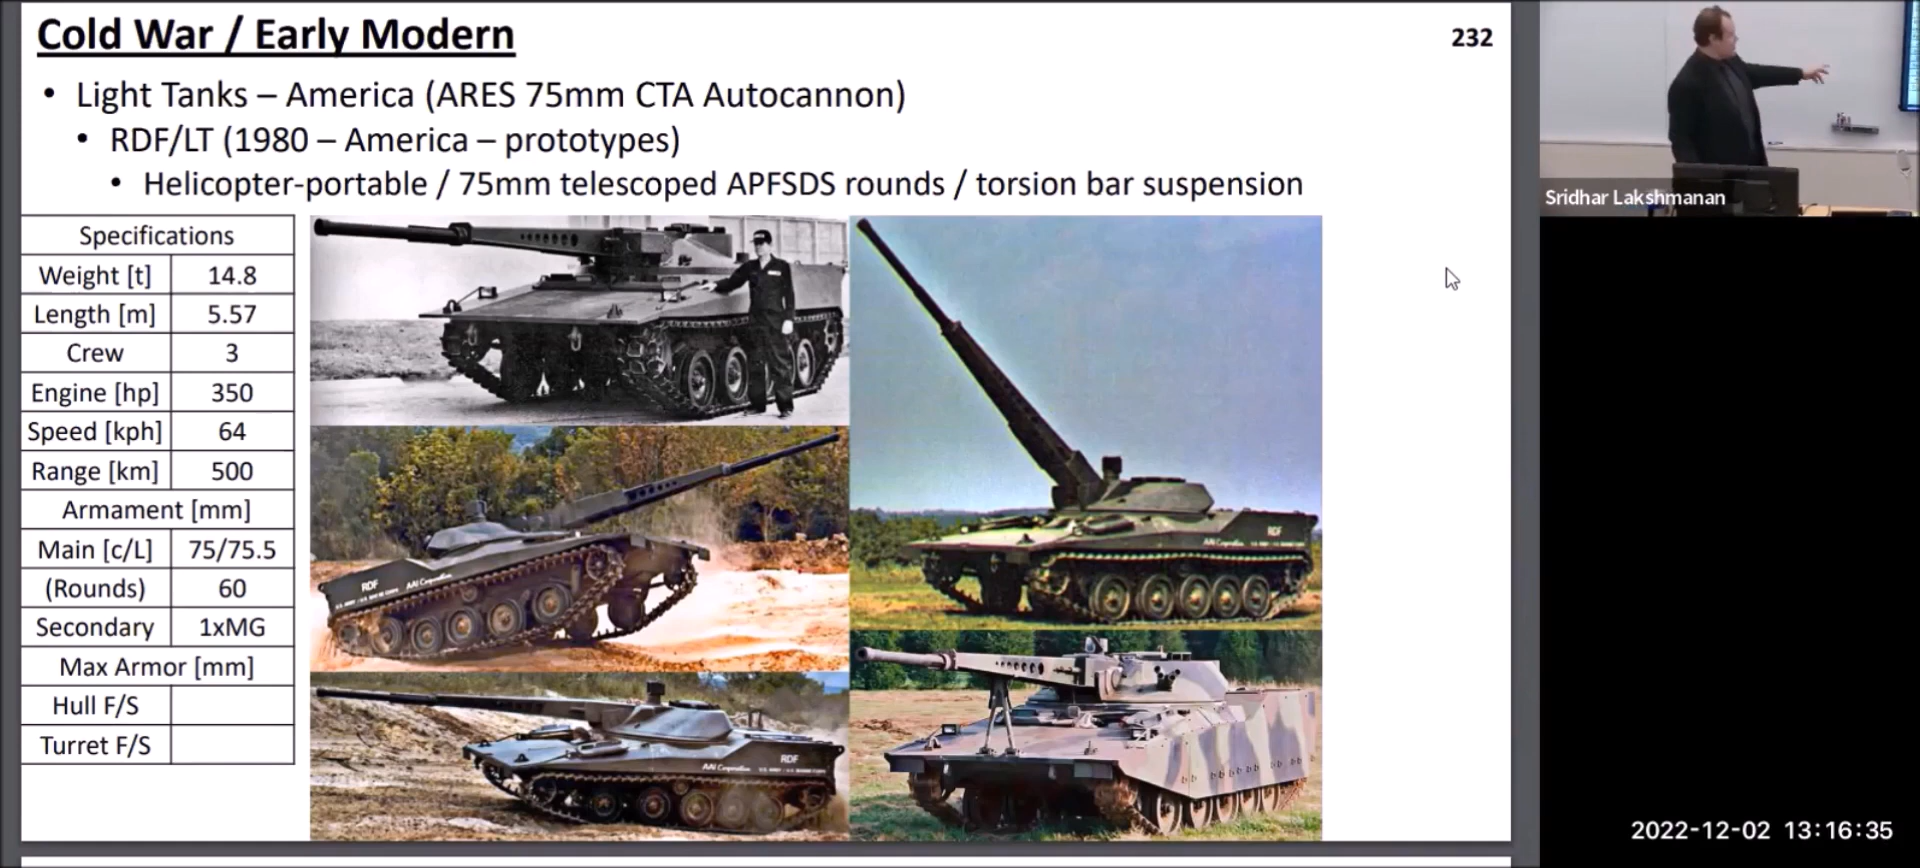 Cold War / Early Modern
232
• Light Tanks – America (ARES 75mm CTA Autocannon)
• RDF/LT (1980 – America – prototypes)
• Helicopter-portable / 75mm telescoped APFSDS rounds / torsion bar suspension
Specifications
Weight [t] 14.8
Length [m] 5.57
Crew 3
Engine [hp] 350
Speed [kph] 64
Range [km] 500
Armament [mm]
Main [c/L] 75/75.5
(Rounds) 60
Secondary 1xMG
Max Armor [mm]
Hull F/S
Turret F/S
RDF
AAI Corporation
RDF
AAI Corporation
RDF
Sridhar Lakshmanan
2022-12-02 13:16:35